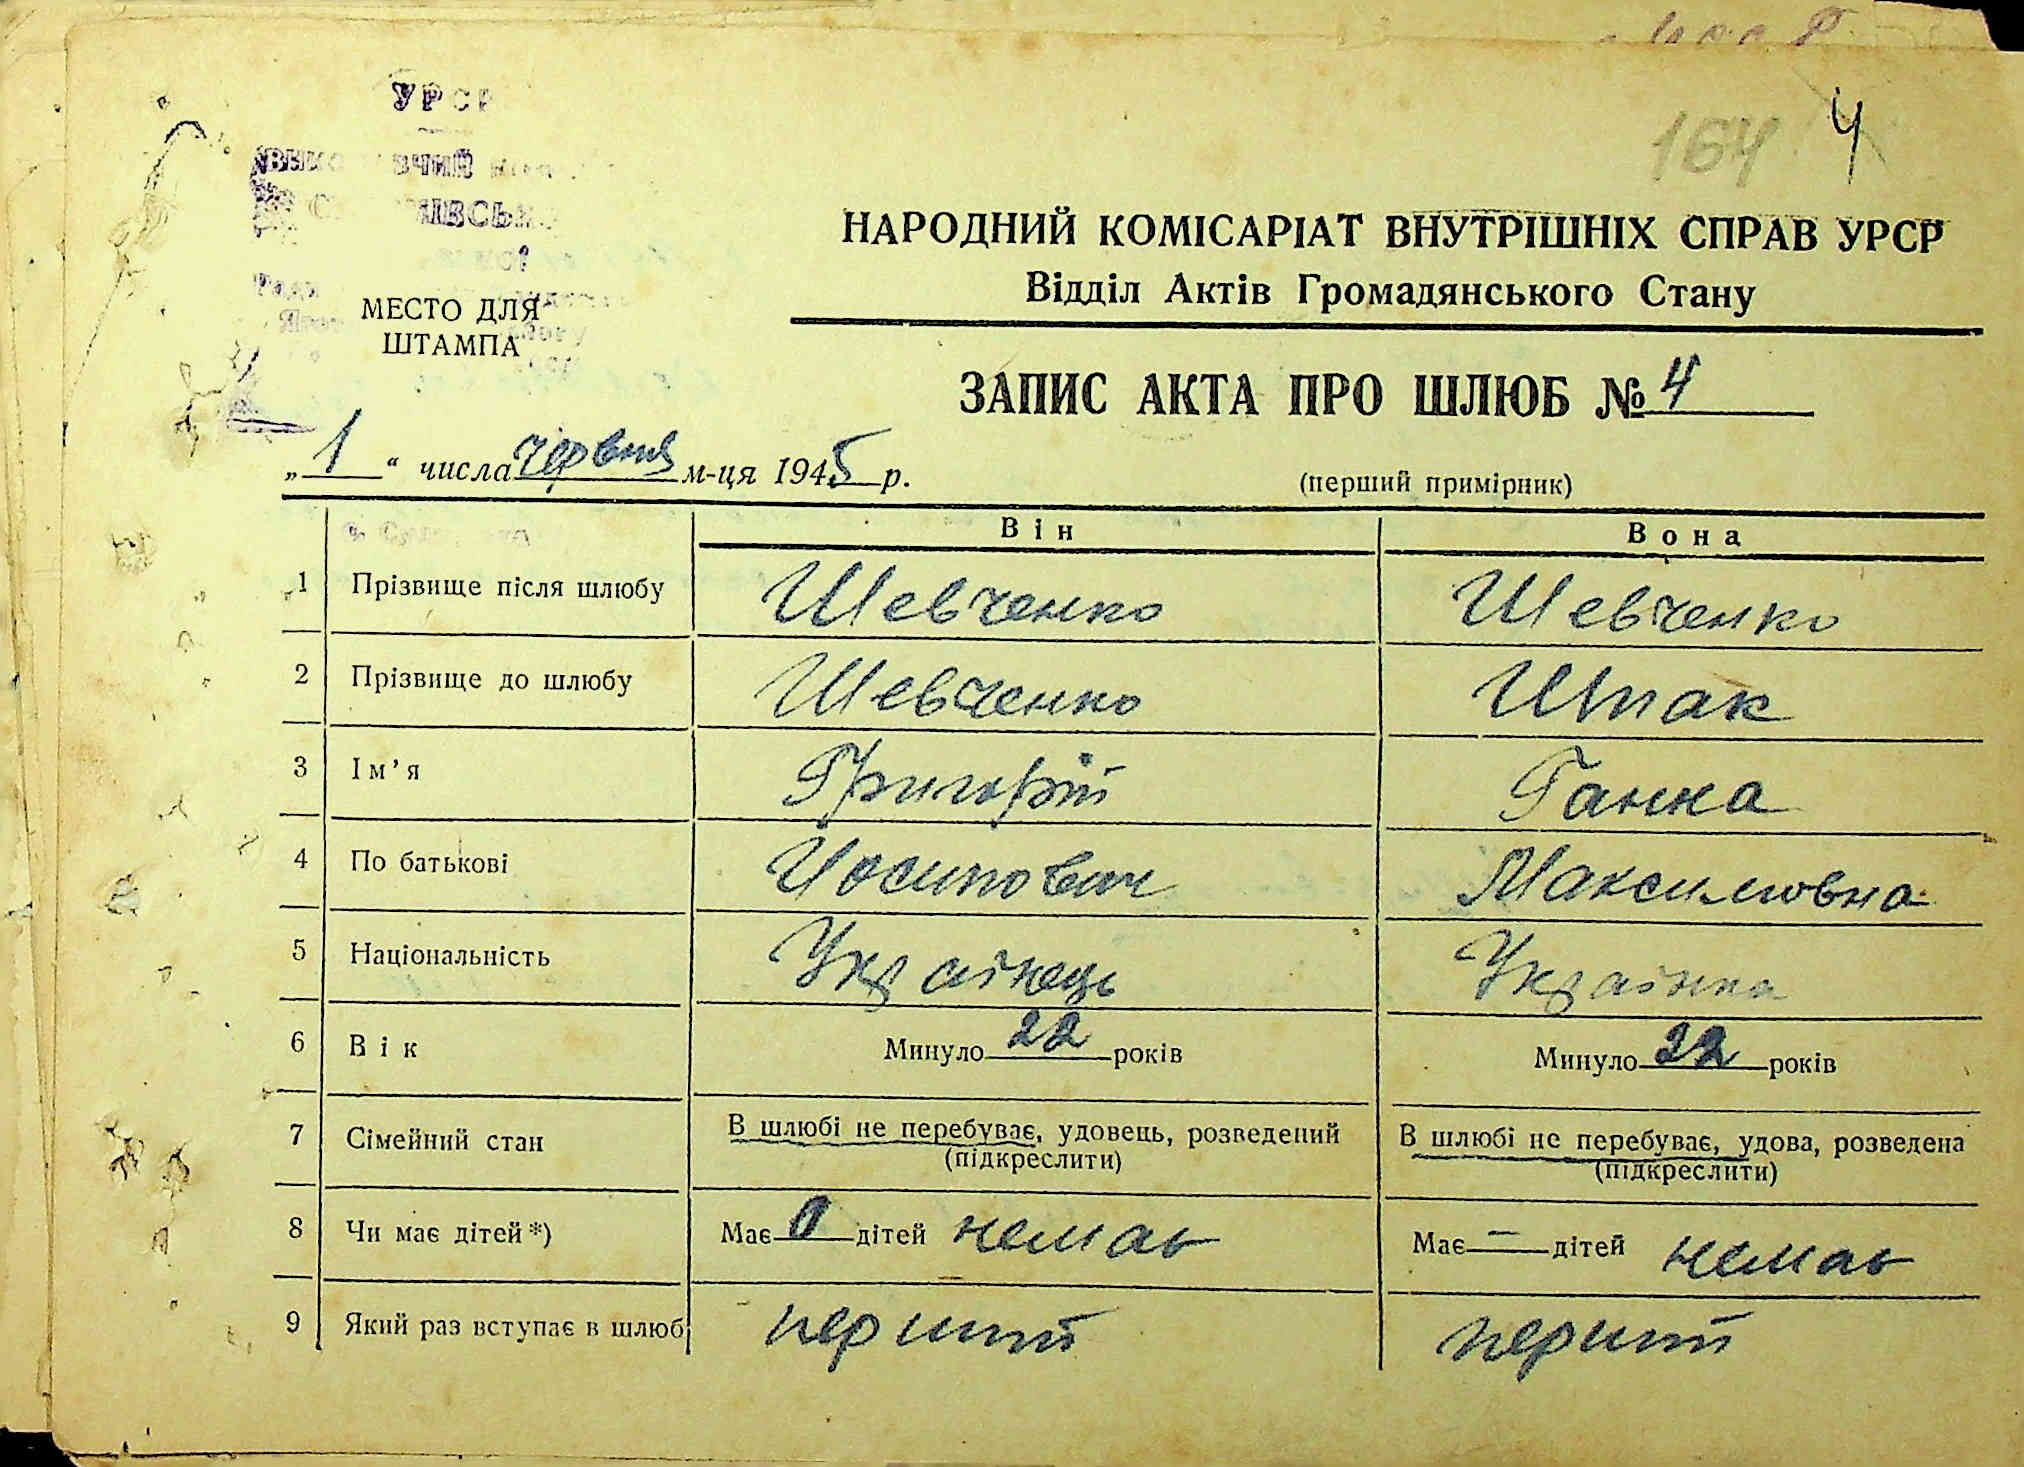 УРСР
164 4
НАРОДНИЙ КОМІСАРІАТ ВНУТРІШНІХ СПРАВ УРСР
Відділ Актів Громадянського Стану
МЕСТО ДЛЯ
ШТАМПА
ЗАПИС АКТА ПРО ШЛЮБ № 4
„ 1 “ числа червня м-ця 1945 р.
(перший примірник)
Він Вона
1 Прізвище після шлюбу Шевченко Шевченко
2 Прізвище до шлюбу Шевченко Шпак
3 Ім’я Григорій Ганна
4 По батькові Йосипович Максимовна
5 Національність Українець Українка
6 Вік Минуло 22 років Минуло 22 років
7 Сімейний стан В шлюбі не перебуває, удовець, розведений В шлюбі не перебуває, удова, розведена
(підкреслити) (підкреслити)
8 Чи має дітей*) Має 0 дітей немає Має — дітей немає
9 Який раз вступає в шлюб перший перший